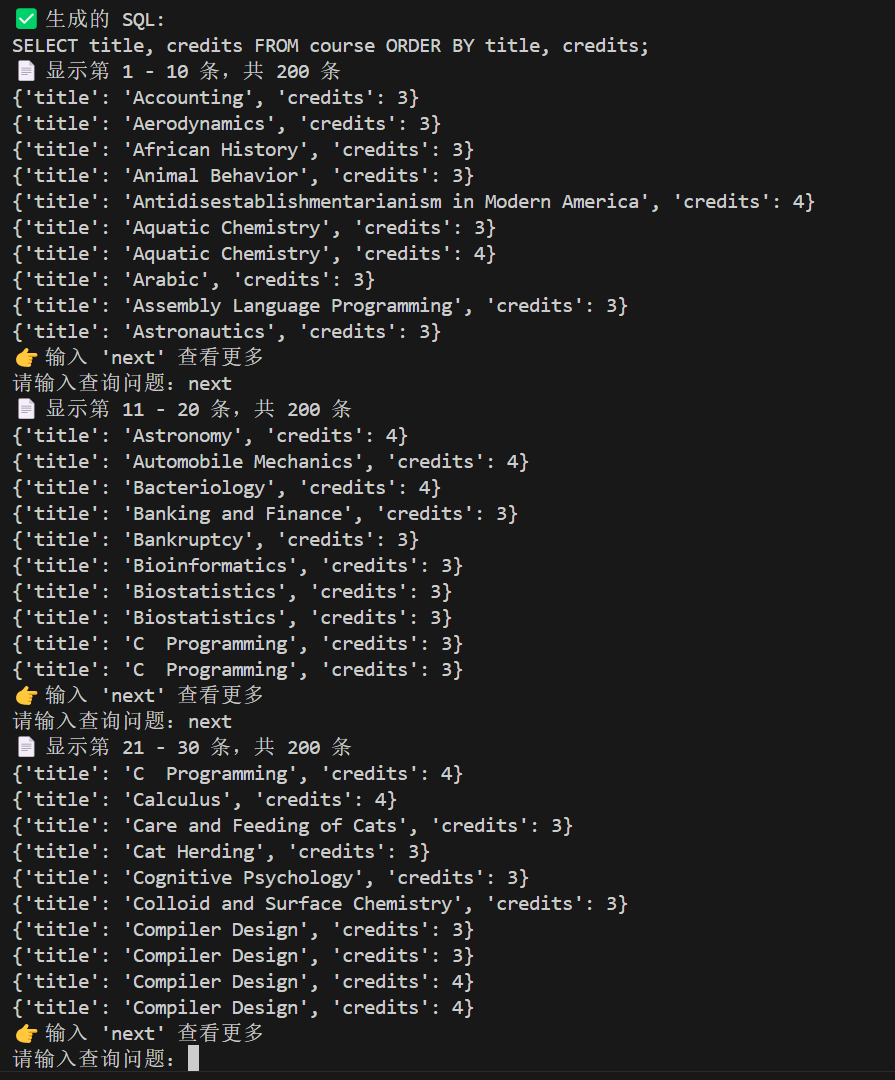 ✅ 生成的 SQL:
SELECT title, credits FROM course ORDER BY title, credits;
📄 显示第 1 - 10 条，共 200 条
{'title': 'Accounting', 'credits': 3}
{'title': 'Aerodynamics', 'credits': 3}
{'title': 'African History', 'credits': 3}
{'title': 'Animal Behavior', 'credits': 3}
{'title': 'Antidisestablishmentarianism in Modern America', 'credits': 4}
{'title': 'Aquatic Chemistry', 'credits': 3}
{'title': 'Aquatic Chemistry', 'credits': 4}
{'title': 'Arabic', 'credits': 3}
{'title': 'Assembly Language Programming', 'credits': 3}
{'title': 'Astronautics', 'credits': 3}
👉 输入 'next' 查看更多
请输入查询问题：next
📄 显示第 11 - 20 条，共 200 条
{'title': 'Astronomy', 'credits': 4}
{'title': 'Automobile Mechanics', 'credits': 4}
{'title': 'Bacteriology', 'credits': 4}
{'title': 'Banking and Finance', 'credits': 3}
{'title': 'Bankruptcy', 'credits': 3}
{'title': 'Bioinformatics', 'credits': 3}
{'title': 'Biostatistics', 'credits': 3}
{'title': 'Biostatistics', 'credits': 3}
{'title': 'C  Programming', 'credits': 3}
{'title': 'C  Programming', 'credits': 3}
👉 输入 'next' 查看更多
请输入查询问题：next
📄 显示第 21 - 30 条，共 200 条
{'title': 'C  Programming', 'credits': 4}
{'title': 'Calculus', 'credits': 4}
{'title': 'Care and Feeding of Cats', 'credits': 3}
{'title': 'Cat Herding', 'credits': 3}
{'title': 'Cognitive Psychology', 'credits': 3}
{'title': 'Colloid and Surface Chemistry', 'credits': 3}
{'title': 'Compiler Design', 'credits': 3}
{'title': 'Compiler Design', 'credits': 3}
{'title': 'Compiler Design', 'credits': 4}
{'title': 'Compiler Design', 'credits': 4}
👉 输入 'next' 查看更多
请输入查询问题：